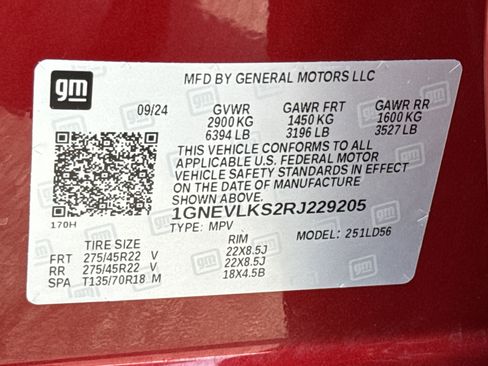 gm
MFD BY GENERAL MOTORS LLC
09/24 GVWR GAWR FRT GAWR RR
2900 KG 1450 KG 1600 KG
6394 LB 3196 LB 3527 LB
THIS VEHICLE CONFORMS TO ALL
APPLICABLE U.S. FEDERAL MOTOR
VEHICLE SAFETY STANDARDS IN EFFECT
ON THE DATE OF MANUFACTURE
SHOWN ABOVE.
1GNEVLKS2RJ229205
170H TYPE: MPV MODEL: 251LD56
TIRE SIZE RIM
FRT 275/45R22 V 22X8.5J
RR 275/45R22 V 22X8.5J
SPA T135/70R18 M 18X4.5B